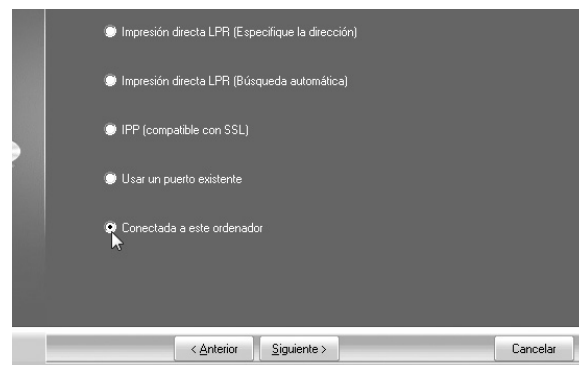 Impresión directa LPR (Especifique la dirección)
Impresión directa LPR (Búsqueda automática)
IPP (compatible con SSL)
Usar un puerto existente
Conectada a este ordenador
< Anterior
Siguiente >
Cancelar